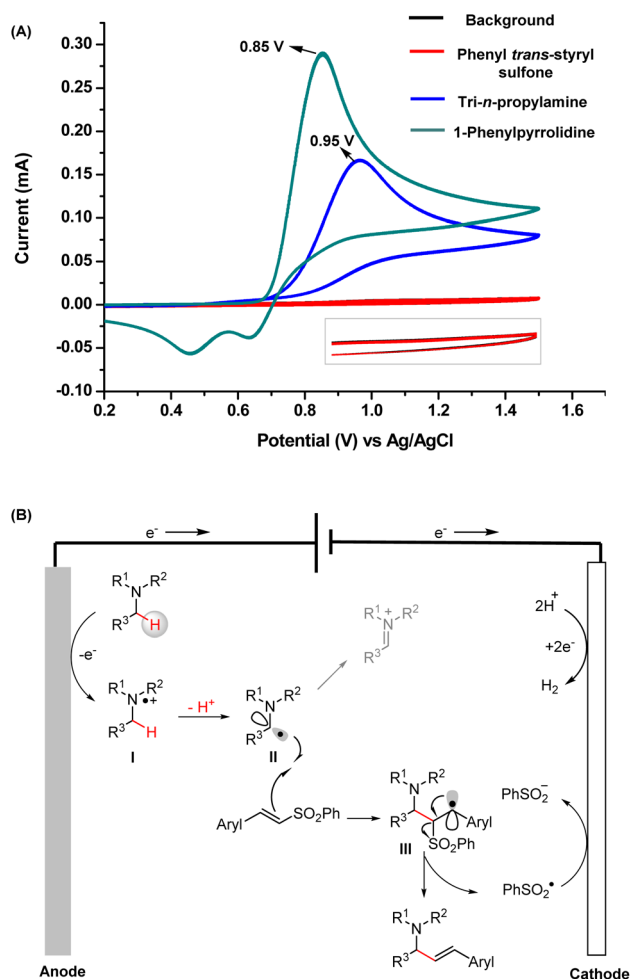 (A)
Background
Phenyl trans-styryl
sulfone
Tri-n-propylamine
1-Phenylpyrrolidine
0.85 V
0.95 V
0.30
0.25
0.20
0.15
0.10
0.05
0.00
-0.05
-0.10
Current (mA)
0.2 0.4 0.6 0.8 1.0 1.2 1.4 1.6
Potential (V) vs Ag/AgCl
(B)
e-
e-
R1 N R2
R3 H
-e-
R1 N •+ R2
R3 H
I
- H+
R1 N R2
R3 •
II
R1 + R2
N
R3
2H+
+2e-
H2
Aryl SO2Ph
R1 N R2
R3 • Aryl
SO2Ph
III
PhSO2−
PhSO2•
R1 N R2
R3 Aryl
Anode
Cathode